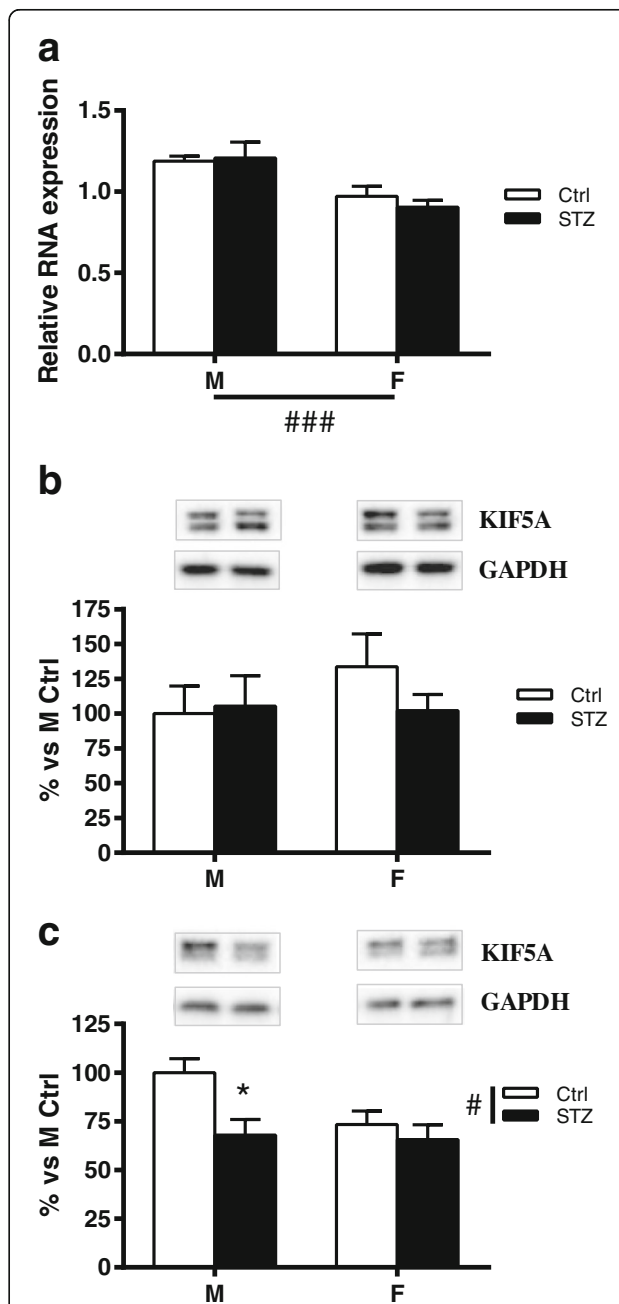 a
Relative RNA expression
1.5
1.0
0.5
0.0
M F
###
Ctrl
STZ
b
KIF5A
GAPDH
% vs M Ctrl
175
150
125
100
75
50
25
0
M F
Ctrl
STZ
c
KIF5A
GAPDH
% vs M Ctrl
125
100
75
50
25
0
*
M F
#
Ctrl
STZ